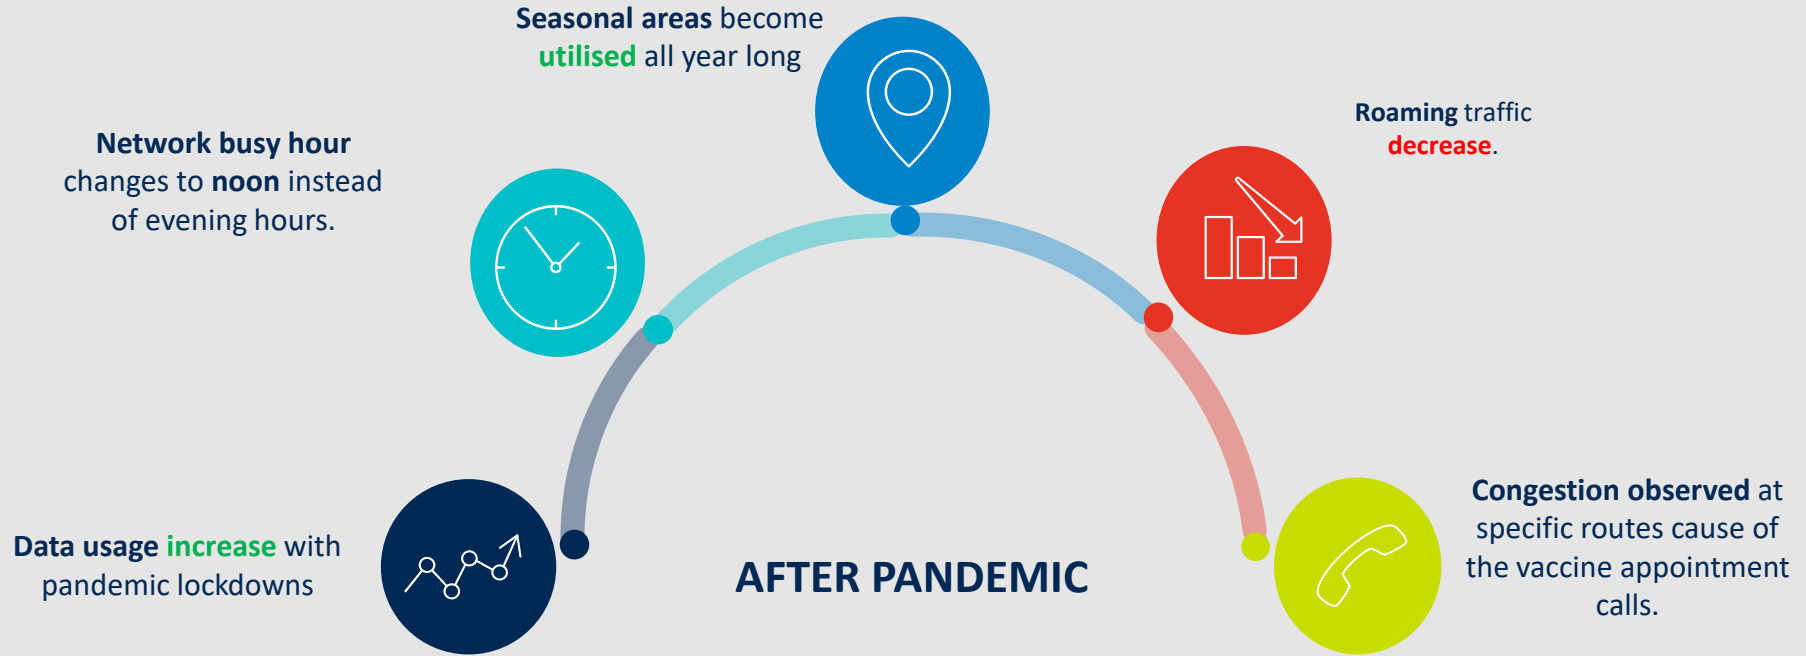 Seasonal areas become
utilised all year long
Network busy hour
changes to noon instead
of evening hours.
Roaming traffic
decrease.
Data usage increase with
pandemic lockdowns
AFTER PANDEMIC
Congestion observed at
specific routes cause of
the vaccine appointment
calls.